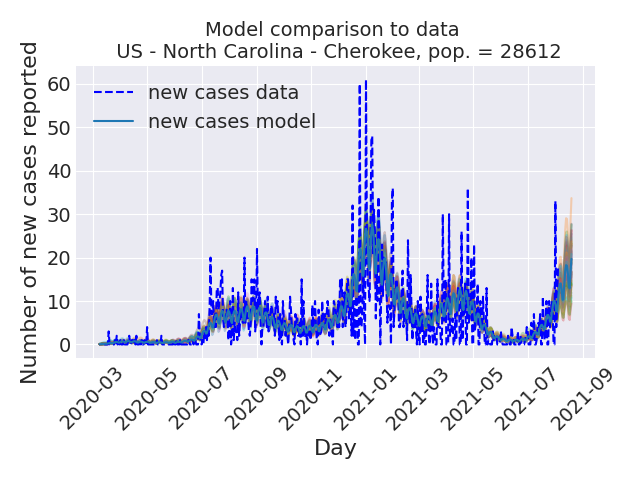 Model comparison to data
US - North Carolina - Cherokee, pop. = 28612
Number of new cases reported
60
50
40
30
20
10
0
new cases data
new cases model
2020-03
2020-05
2020-07
2020-09
2020-11
2021-01
2021-03
2021-05
2021-07
2021-09
Day